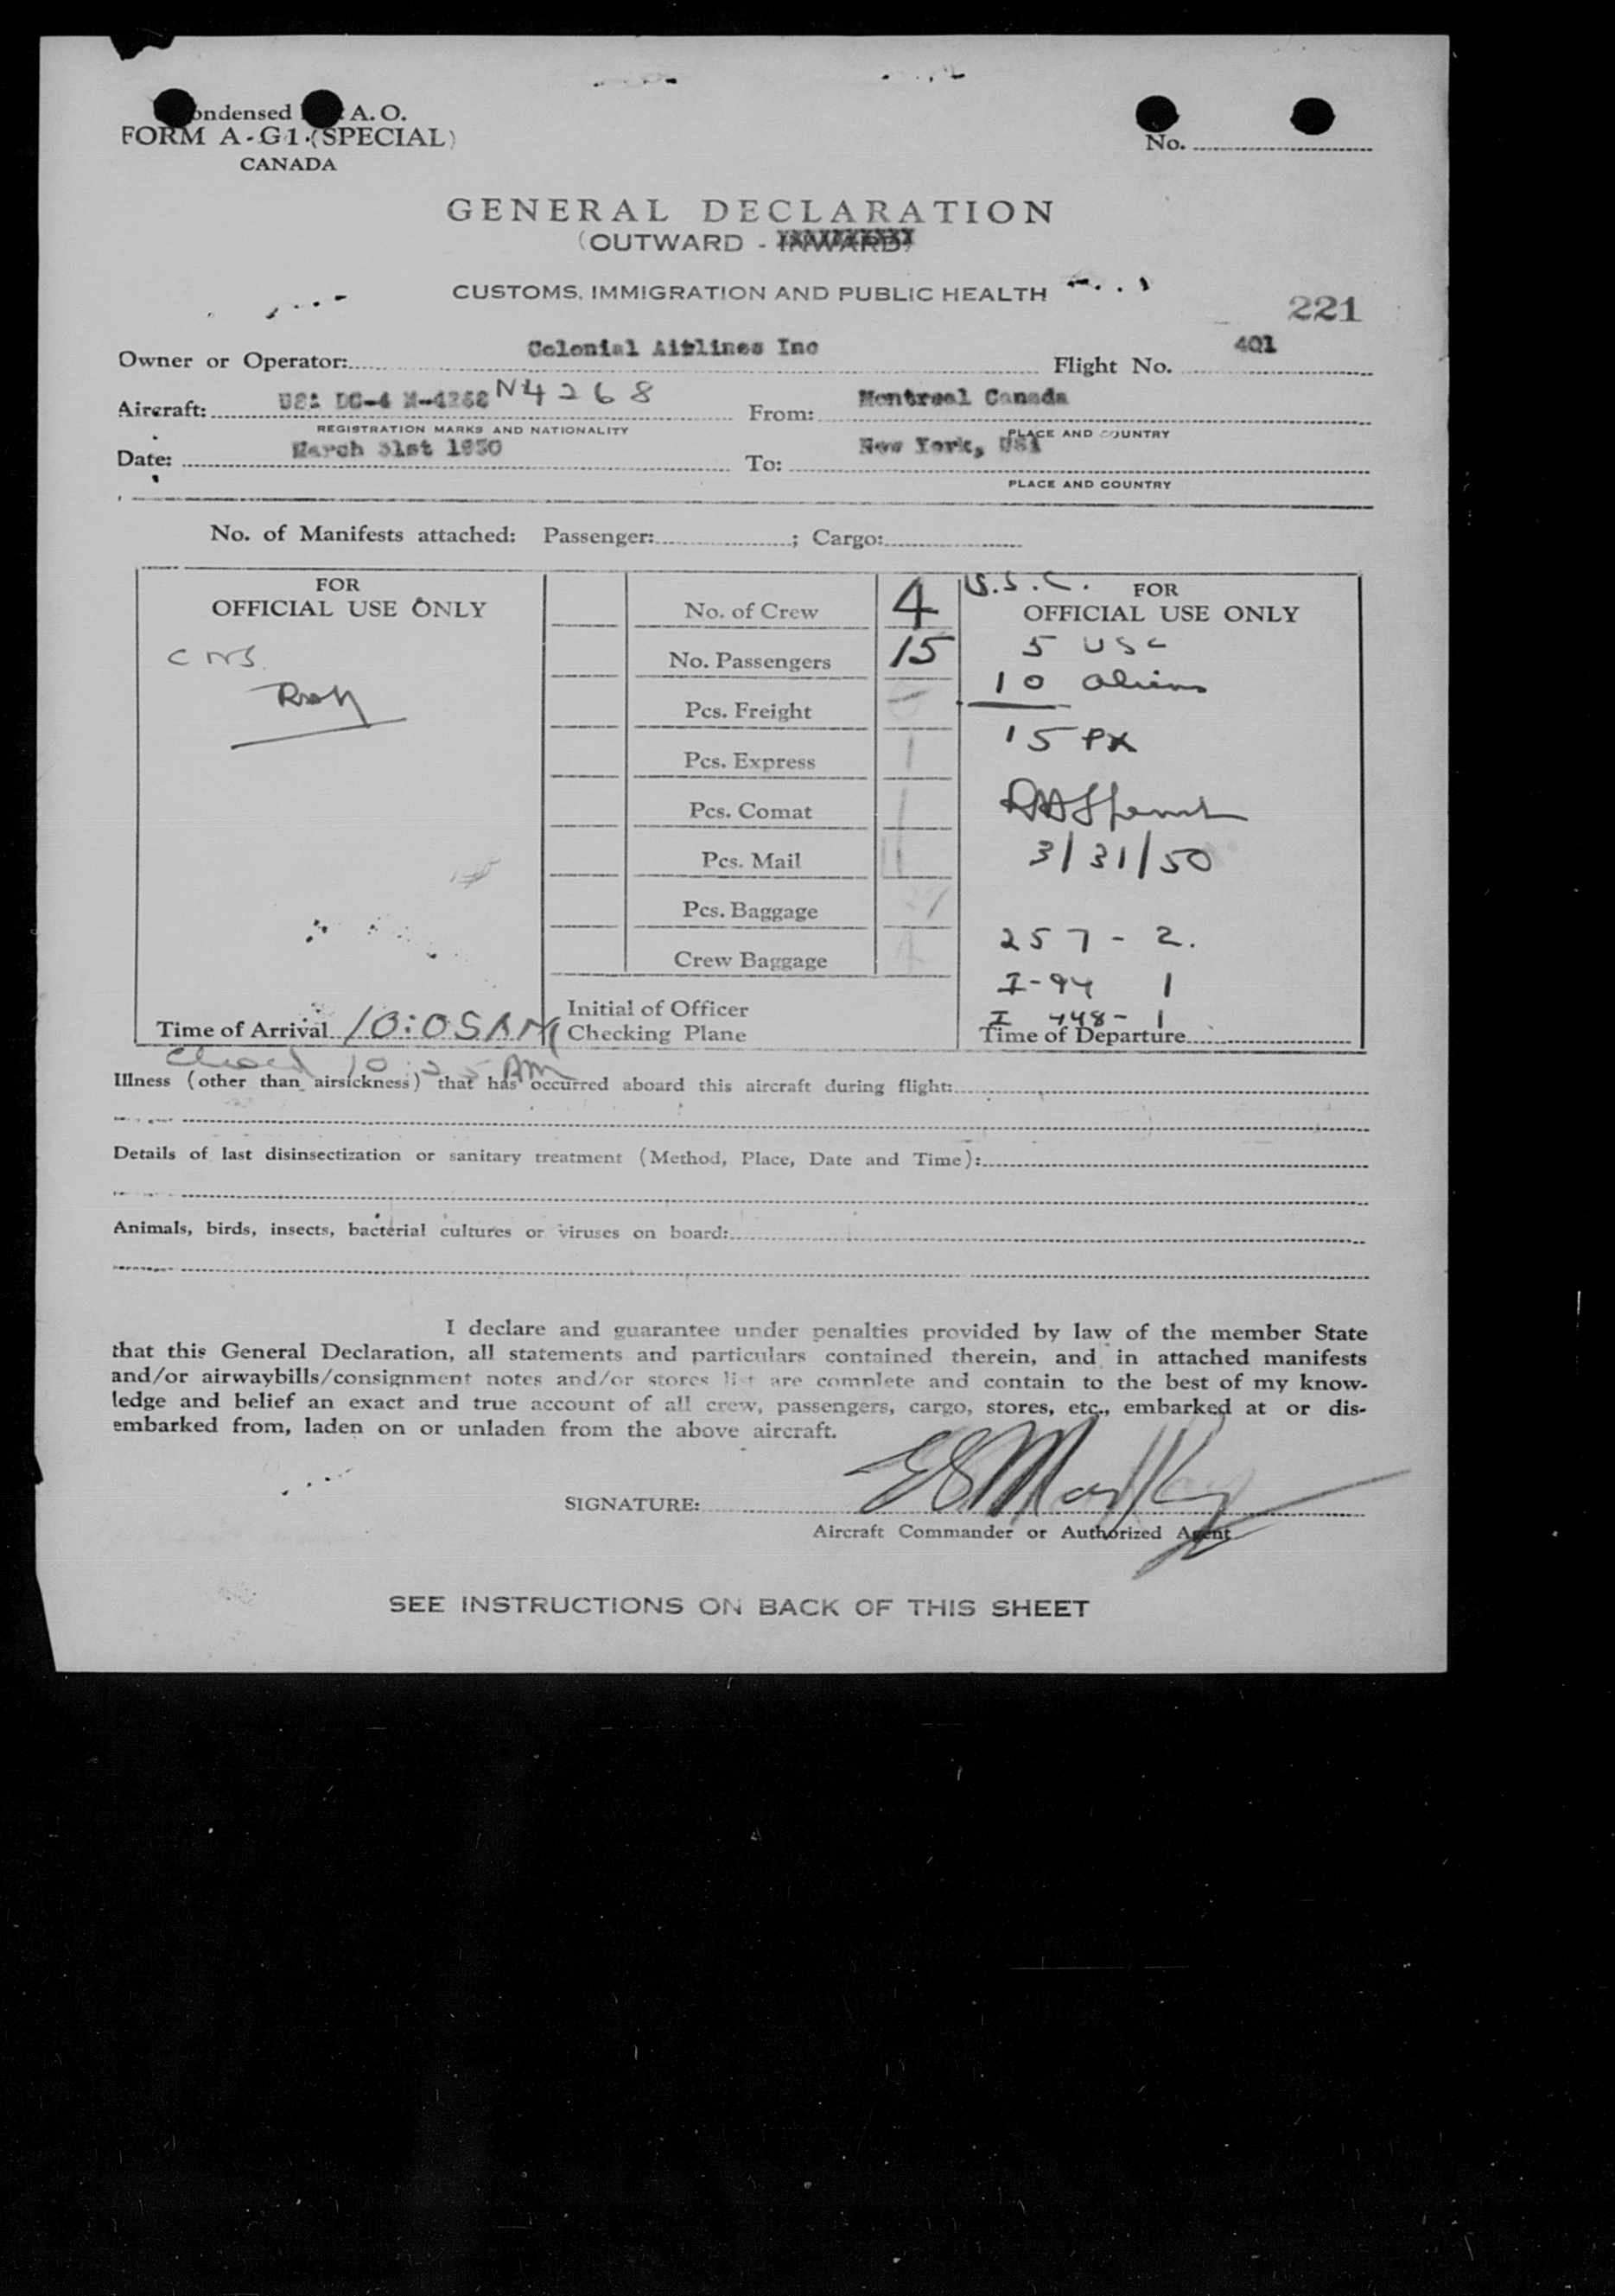 ondensed A. O.
FORM A-G1 (SPECIAL)
CANADA
No.
GENERAL DECLARATION
(OUTWARD - INWARD)
CUSTOMS, IMMIGRATION AND PUBLIC HEALTH
221
Owner or Operator: Colonial Airlines Inc Flight No. 401
Aircraft: USA DC-4 N-4268 N4268 From: Montreal Canada
REGISTRATION MARKS AND NATIONALITY PLACE AND COUNTRY
Date: March 31st 1950 To: New York, USA
PLACE AND COUNTRY
No. of Manifests attached: Passenger: ; Cargo:
FOR
OFFICIAL USE ONLY
No. of Crew 4
No. Passengers 15
Pcs. Freight
Pcs. Express
Pcs. Comat
Pcs. Mail
Pcs. Baggage
Crew Baggage
Initial of Officer
Checking Plane
Time of Arrival 10:05 AM
FOR
OFFICIAL USE ONLY
5 USC
10 aliens
15 PX
3/31/50
257 - 2.
I-94 1
I 448 - 1
Time of Departure
Illness (other than airsickness) that has occurred aboard this aircraft during flight:
Details of last disinsectization or sanitary treatment (Method, Place, Date and Time):
Animals, birds, insects, bacterial cultures or viruses on board:
I declare and guarantee under penalties provided by law of the member State
that this General Declaration, all statements and particulars contained therein, and in attached manifests
and/or airwaybills/consignment notes and/or stores list are complete and contain to the best of my know-
ledge and belief an exact and true account of all crew, passengers, cargo, stores, etc., embarked at or dis-
embarked from, laden on or unladen from the above aircraft.
SIGNATURE:
Aircraft Commander or Authorized Agent
SEE INSTRUCTIONS ON BACK OF THIS SHEET